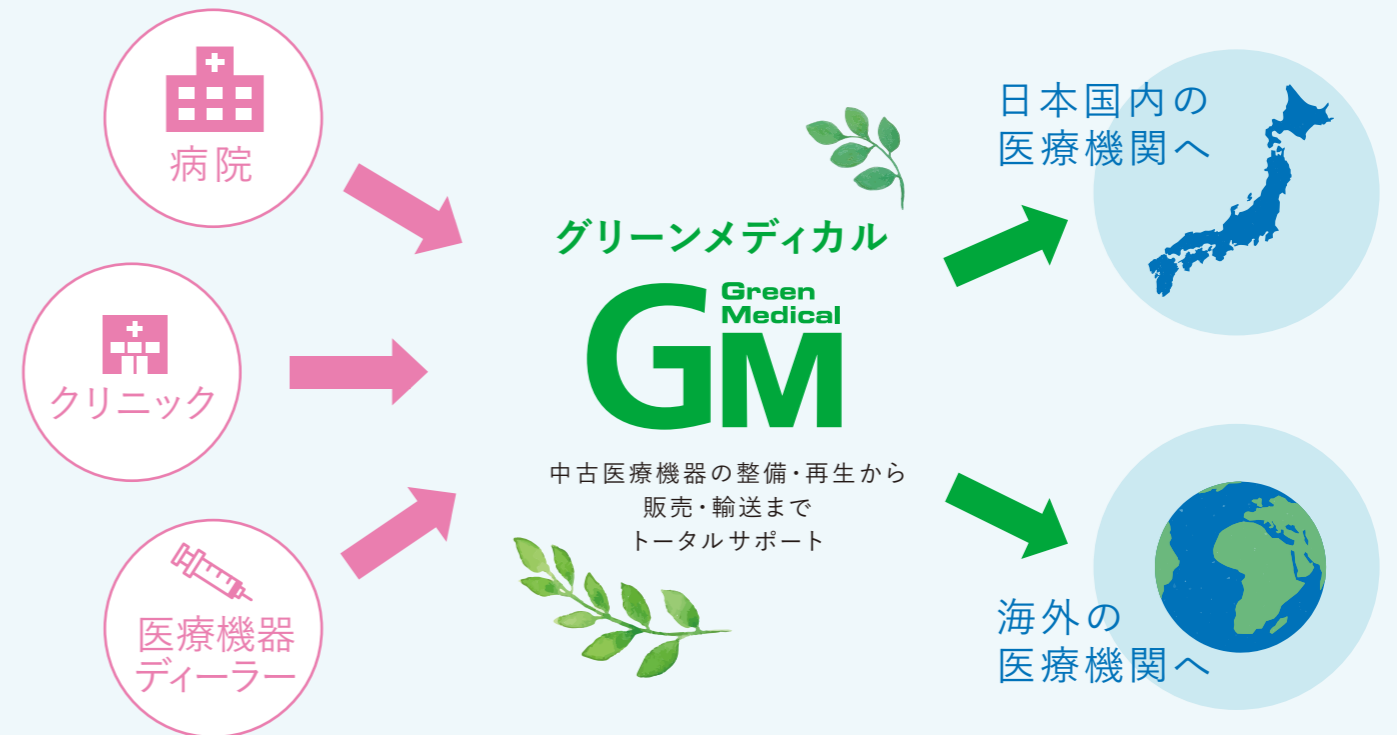 病院
クリニック
医療機器
ディーラー
グリーンメディカル
Green
Medical
GM
中古医療機器の整備・再生から
販売・輸送まで
トータルサポート
日本国内の
医療機関へ
海外の
医療機関へ